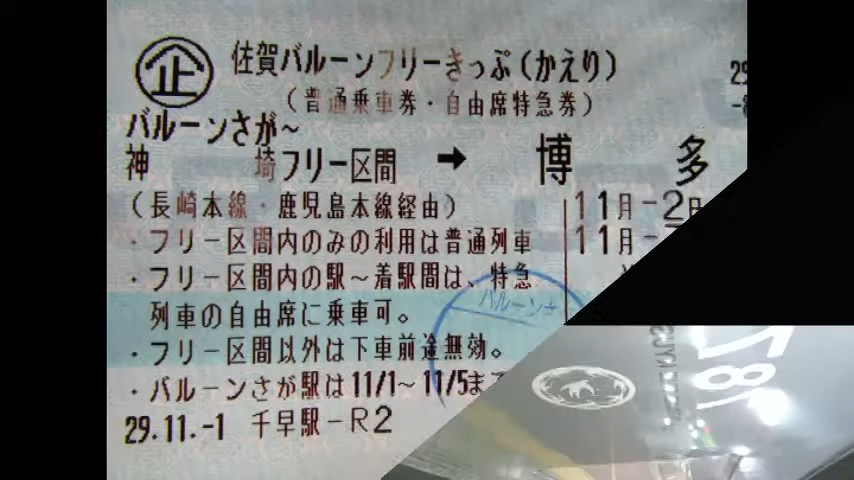 企 佐賀バルーンフリーきっぷ(かえり)
(普通乗車券・自由席特急券)
バルーンさが~
神埼フリー区間 → 博多
(長崎本線・鹿児島本線経由) 11月-2日
・フリー区間内のみの利用は普通列車 11月
・フリー区間内の駅~着駅間は、特急
列車の自由席に乗車可。
・フリー区間以外は下車前途無効。
・バルーンさが駅は11/1~11/5まで
29.11.-1 千早駅-R2
バルーンさ
787